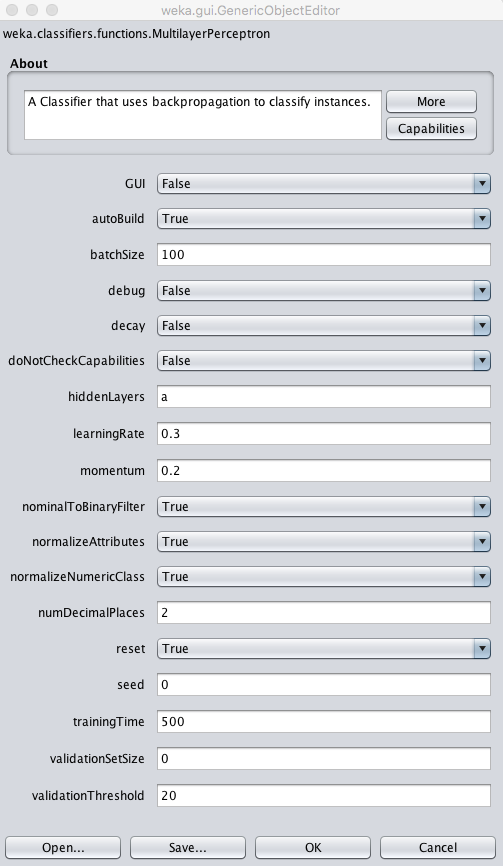 weka.gui.GenericObjectEditor
weka.classifiers.functions.MultilayerPerceptron
About
A Classifier that uses backpropagation to classify instances.
More
Capabilities
GUI False
autoBuild True
batchSize 100
debug False
decay False
doNotCheckCapabilities False
hiddenLayers a
learningRate 0.3
momentum 0.2
nominalToBinaryFilter True
normalizeAttributes True
normalizeNumericClass True
numDecimalPlaces 2
reset True
seed 0
trainingTime 500
validationSetSize 0
validationThreshold 20
Open... Save... OK Cancel